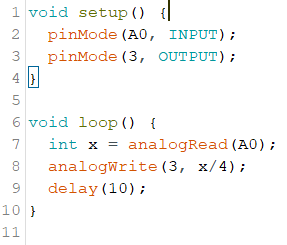 1 void setup() {
2   pinMode(A0, INPUT);
3   pinMode(3, OUTPUT);
4 }
5
6 void loop() {
7   int x = analogRead(A0);
8   analogWrite(3, x/4);
9   delay(10);
10 }
11